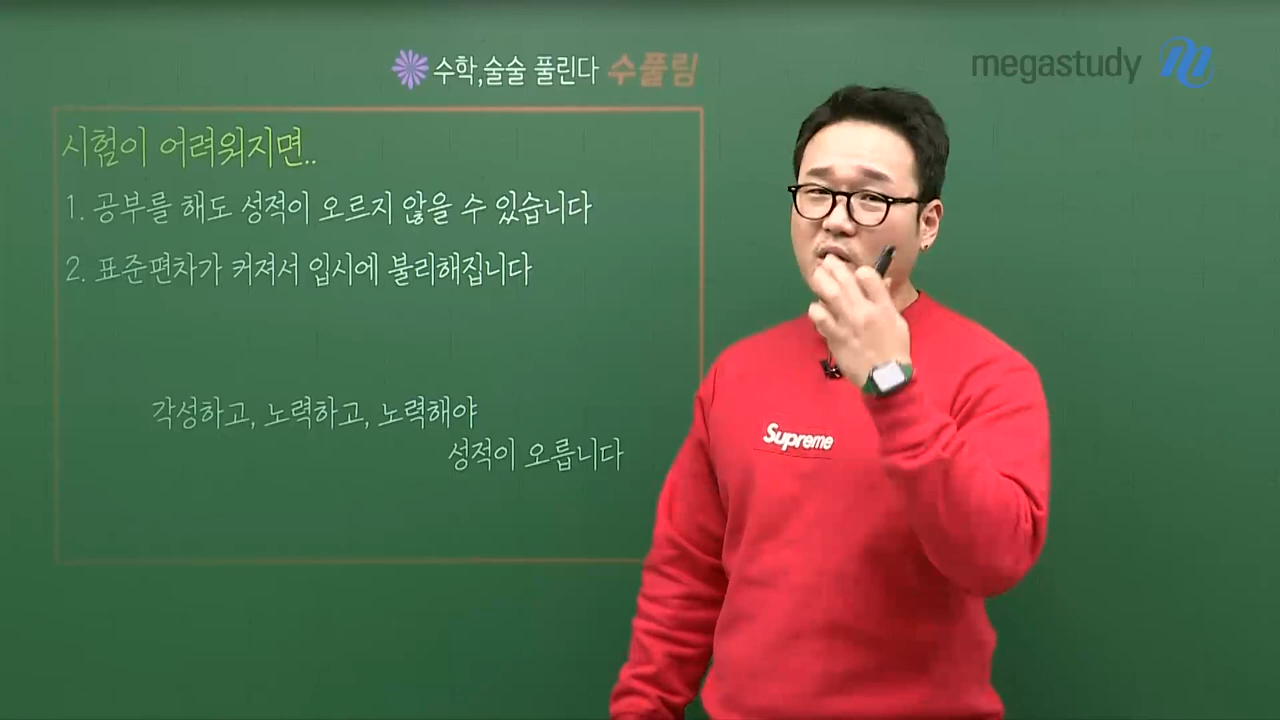 수학,술술 풀린다 수풀림
megastudy
시험이 어려워지면..
1. 공부를 해도 성적이 오르지 않을 수 있습니다
2. 표준편차가 커져서 입시에 불리해집니다
각성하고, 노력하고, 노력해야
성적이 오릅니다
Supreme